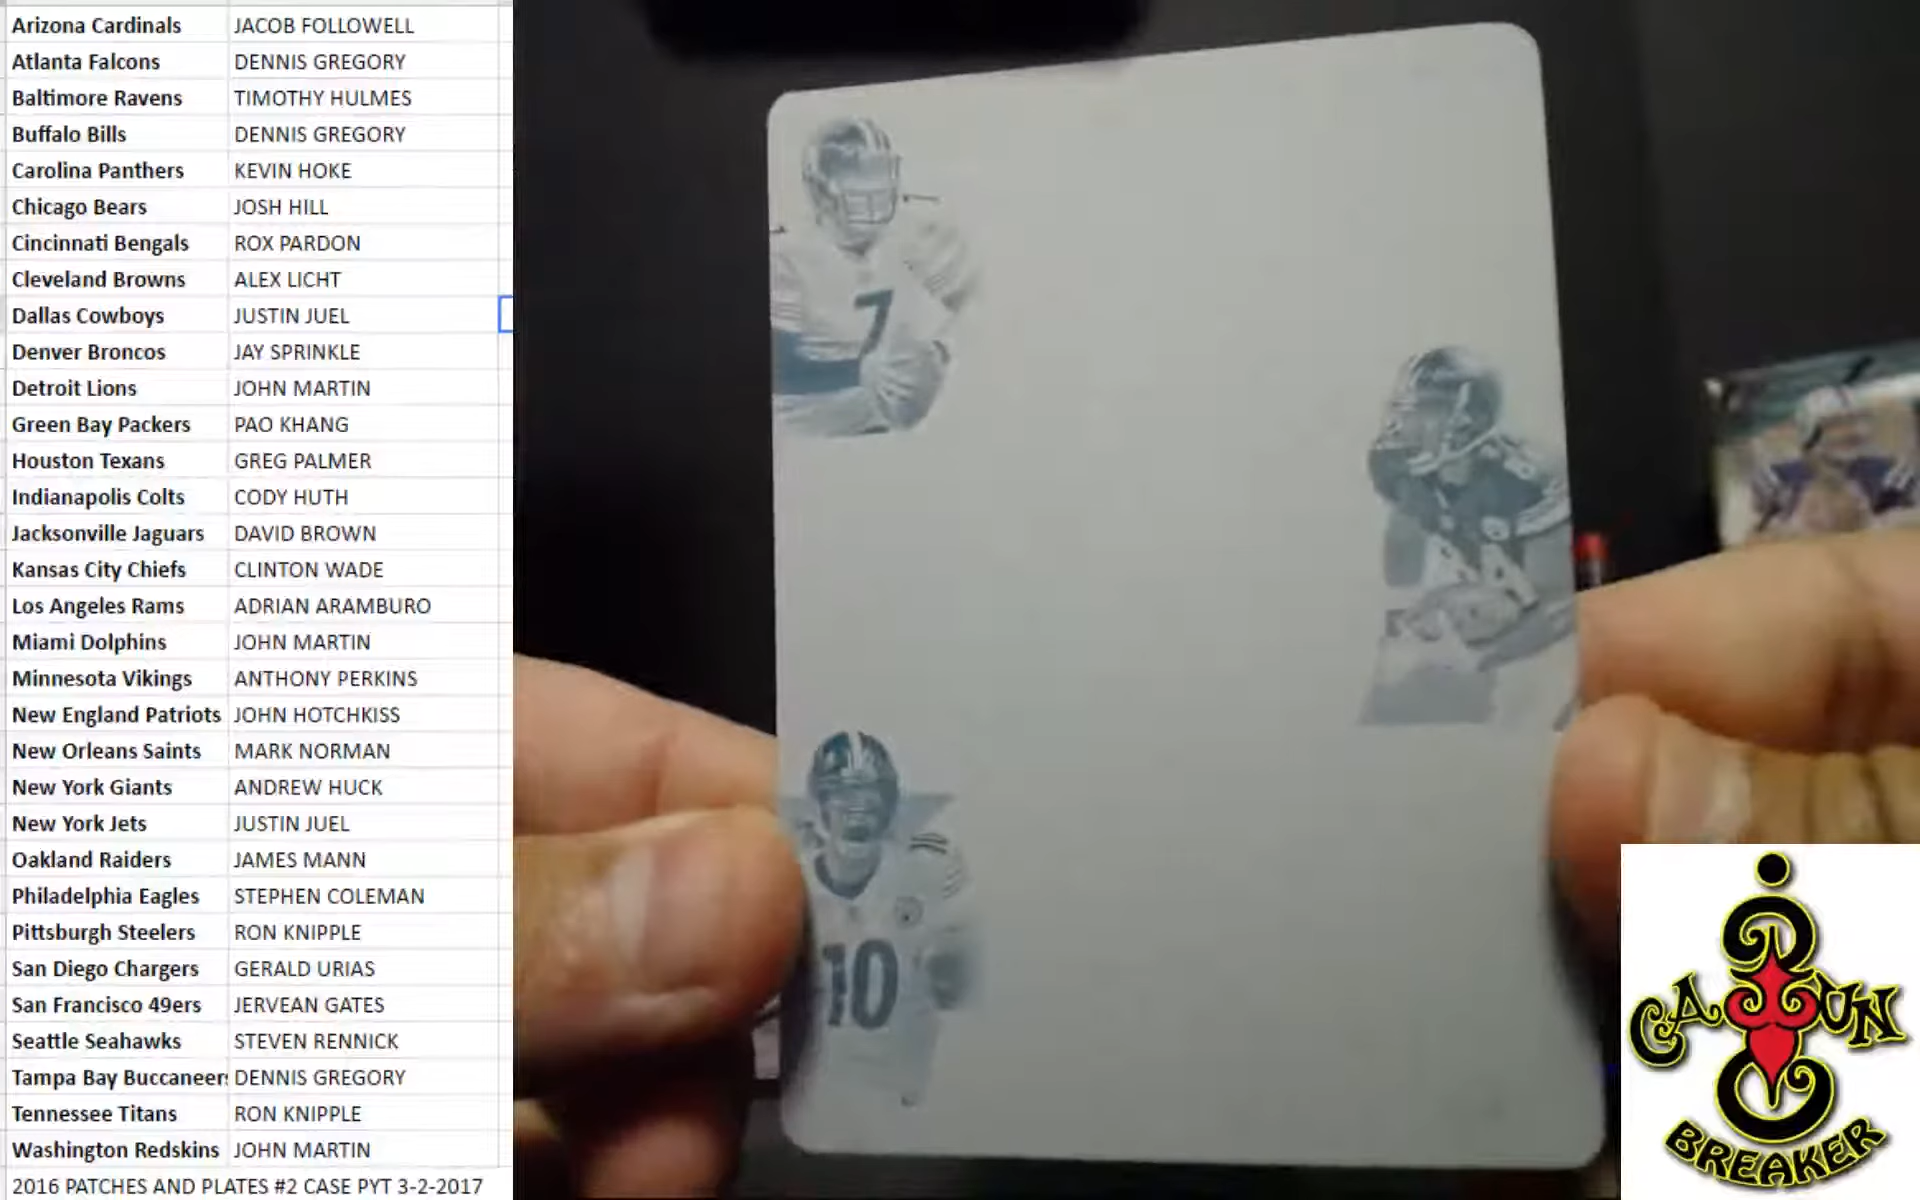 Arizona Cardinals JACOB FOLLOWELL
Atlanta Falcons DENNIS GREGORY
Baltimore Ravens TIMOTHY HULMES
Buffalo Bills DENNIS GREGORY
Carolina Panthers KEVIN HOKE
Chicago Bears JOSH HILL
Cincinnati Bengals ROX PARDON
Cleveland Browns ALEX LICHT
Dallas Cowboys JUSTIN JUEL
Denver Broncos JAY SPRINKLE
Detroit Lions JOHN MARTIN
Green Bay Packers PAO KHANG
Houston Texans GREG PALMER
Indianapolis Colts CODY HUTH
Jacksonville Jaguars DAVID BROWN
Kansas City Chiefs CLINTON WADE
Los Angeles Rams ADRIAN ARAMBURO
Miami Dolphins JOHN MARTIN
Minnesota Vikings ANTHONY PERKINS
New England Patriots JOHN HOTCHKISS
New Orleans Saints MARK NORMAN
New York Giants ANDREW HUCK
New York Jets JUSTIN JUEL
Oakland Raiders JAMES MANN
Philadelphia Eagles STEPHEN COLEMAN
Pittsburgh Steelers RON KNIPPLE
San Diego Chargers GERALD URIAS
San Francisco 49ers JERVEAN GATES
Seattle Seahawks STEVEN RENNICK
Tampa Bay Buccaneers DENNIS GREGORY
Tennessee Titans RON KNIPPLE
Washington Redskins JOHN MARTIN
2016 PATCHES AND PLATES #2 CASE PYT 3-2-2017
7
10
CAJUN
BREAKER